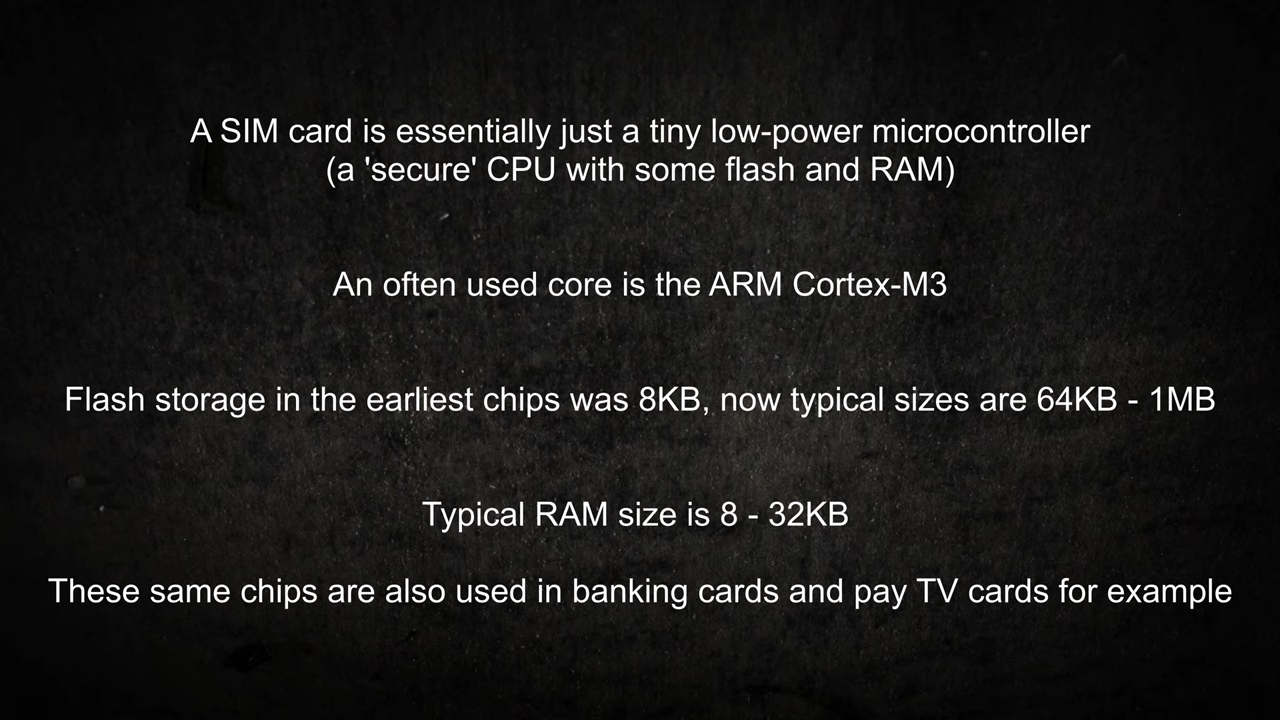 A SIM card is essentially just a tiny low-power microcontroller
(a 'secure' CPU with some flash and RAM)
An often used core is the ARM Cortex-M3
Flash storage in the earliest chips was 8KB, now typical sizes are 64KB - 1MB
Typical RAM size is 8 - 32KB
These same chips are also used in banking cards and pay TV cards for example